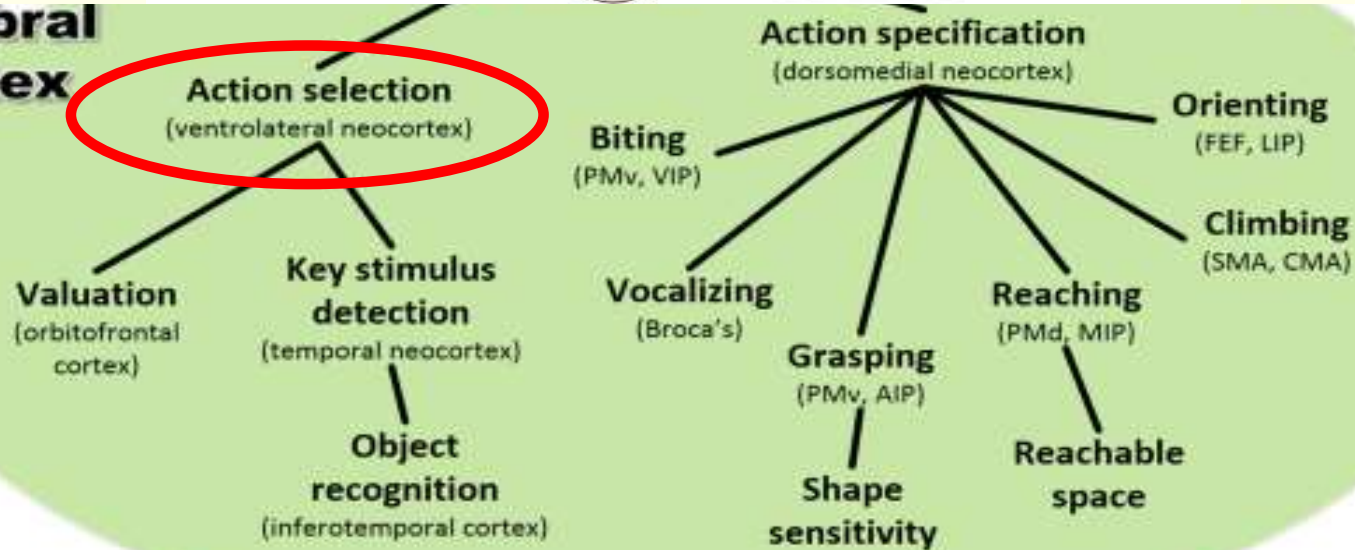 bral
ex
Action selection
(ventrolateral neocortex)
Valuation
(orbitofrontal
cortex)
Key stimulus
detection
(temporal neocortex)
Object
recognition
(inferotemporal cortex)
Action specification
(dorsomedial neocortex)
Biting
(PMv, VIP)
Vocalizing
(Broca's)
Grasping
(PMv, AIP)
Shape
sensitivity
Reaching
(PMd, MIP)
Reachable
space
Climbing
(SMA, CMA)
Orienting
(FEF, LIP)